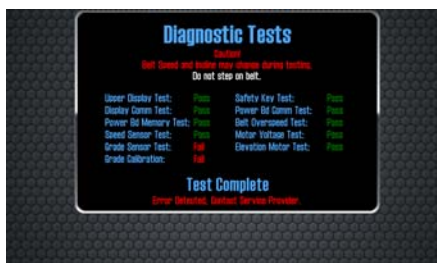 Diagnostic Tests
Caution!
Belt Speed and Incline may change during testing.
Do not step on belt.
Upper Display Test: Pass Safety Key Test: Pass
Display Comm Test: Pass Power Bd Comm Test: Pass
Power Bd Memory Test: Pass Belt Overspeed Test: Pass
Speed Sensor Test: Pass Motor Voltage Test: Pass
Grade Sensor Test: Fail Elevation Motor Test: Pass
Grade Calibration: Fail
Test Complete
Error Detected, Contact Service Provider.